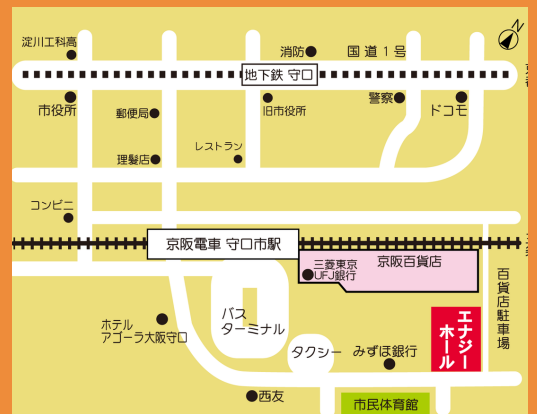 N
淀川工科高
消防
国道1号
地下鉄 守口
市役所
郵便局
旧市役所
警察
ドコモ
理髪店
レストラン
コンビニ
京阪電車 守口市駅
三菱東京
UFJ銀行
京阪百貨店
百貨店駐車場
バス
ターミナル
ホテル
アゴーラ大阪守口
エナジー
ホール
タクシー
みずほ銀行
西友
市民体育館